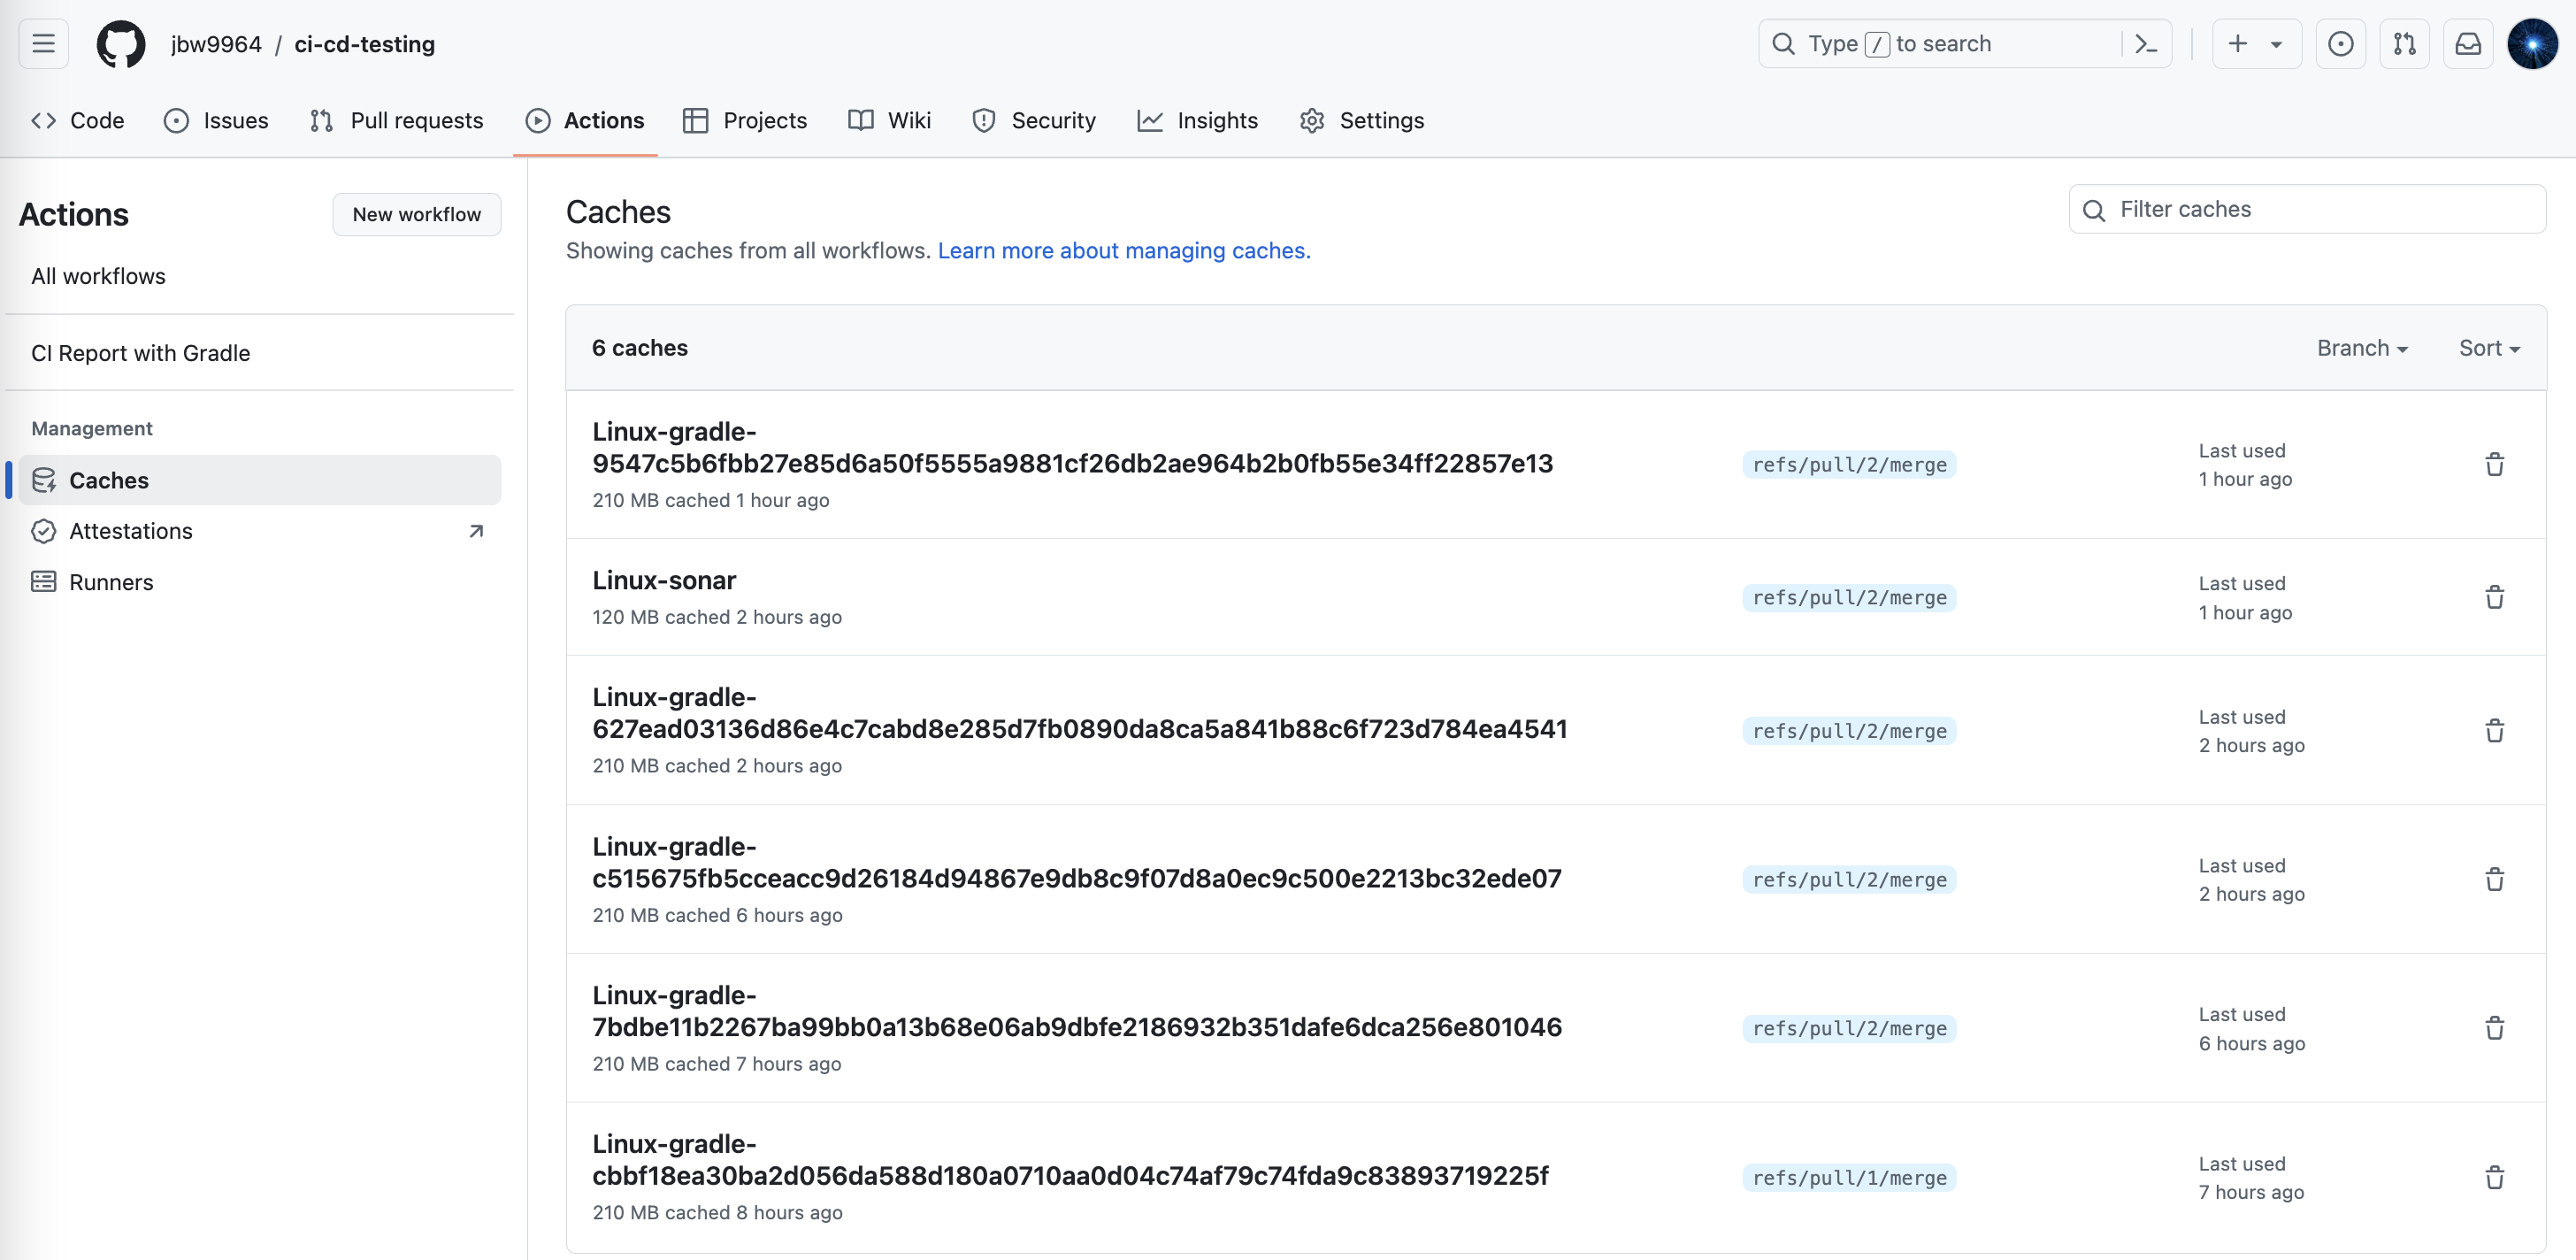 jbw9964 / ci-cd-testing
Type / to search
Code Issues Pull requests Actions Projects Wiki Security Insights Settings
Actions
New workflow
All workflows
CI Report with Gradle
Management
Caches
Attestations
Runners
Caches
Showing caches from all workflows. Learn more about managing caches.
Filter caches
6 caches
Branch
Sort
Linux-gradle-
9547c5b6fbb27e85d6a50f5555a9881cf26db2ae964b2b0fb55e34ff22857e13
210 MB cached 1 hour ago
refs/pull/2/merge
Last used
1 hour ago
Linux-sonar
120 MB cached 2 hours ago
refs/pull/2/merge
Last used
1 hour ago
Linux-gradle-
627ead03136d86e4c7cabd8e285d7fb0890da8ca5a841b88c6f723d784ea4541
210 MB cached 2 hours ago
refs/pull/2/merge
Last used
2 hours ago
Linux-gradle-
c515675fb5cceacc9d26184d94867e9db8c9f07d8a0ec9c500e2213bc32ede07
210 MB cached 6 hours ago
refs/pull/2/merge
Last used
2 hours ago
Linux-gradle-
7bdbe11b2267ba99bb0a13b68e06ab9dbfe2186932b351dafe6dca256e801046
210 MB cached 7 hours ago
refs/pull/2/merge
Last used
6 hours ago
Linux-gradle-
cbbf18ea30ba2d056da588d180a0710aa0d04c74af79c74fda9c83893719225f
210 MB cached 8 hours ago
refs/pull/1/merge
Last used
7 hours ago